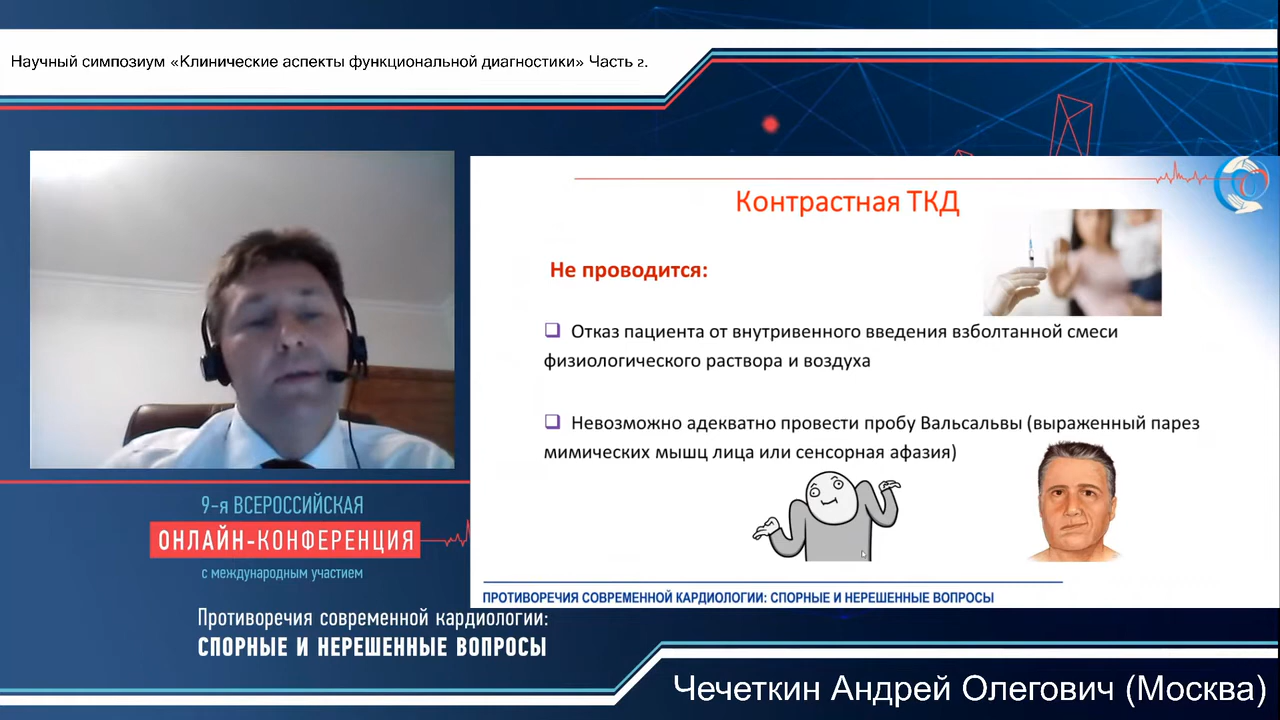 Научный симпозиум «Клинические аспекты функциональной диагностики» Часть 2.
Контрастная ТКД
Не проводится:
Отказ пациента от внутривенного введения взболтанной смеси
физиологического раствора и воздуха
Невозможно адекватно провести пробу Вальсальвы (выраженный парез
мимических мышц лица или сенсорная афазия)
ПРОТИВОРЕЧИЯ СОВРЕМЕННОЙ КАРДИОЛОГИИ: СПОРНЫЕ И НЕРЕШЕННЫЕ ВОПРОСЫ
9-я ВСЕРОССИЙСКАЯ
ОНЛАЙН-КОНФЕРЕНЦИЯ
с международным участием
Противоречия современной кардиологии:
СПОРНЫЕ И НЕРЕШЕННЫЕ ВОПРОСЫ
Чечеткин Андрей Олегович (Москва)